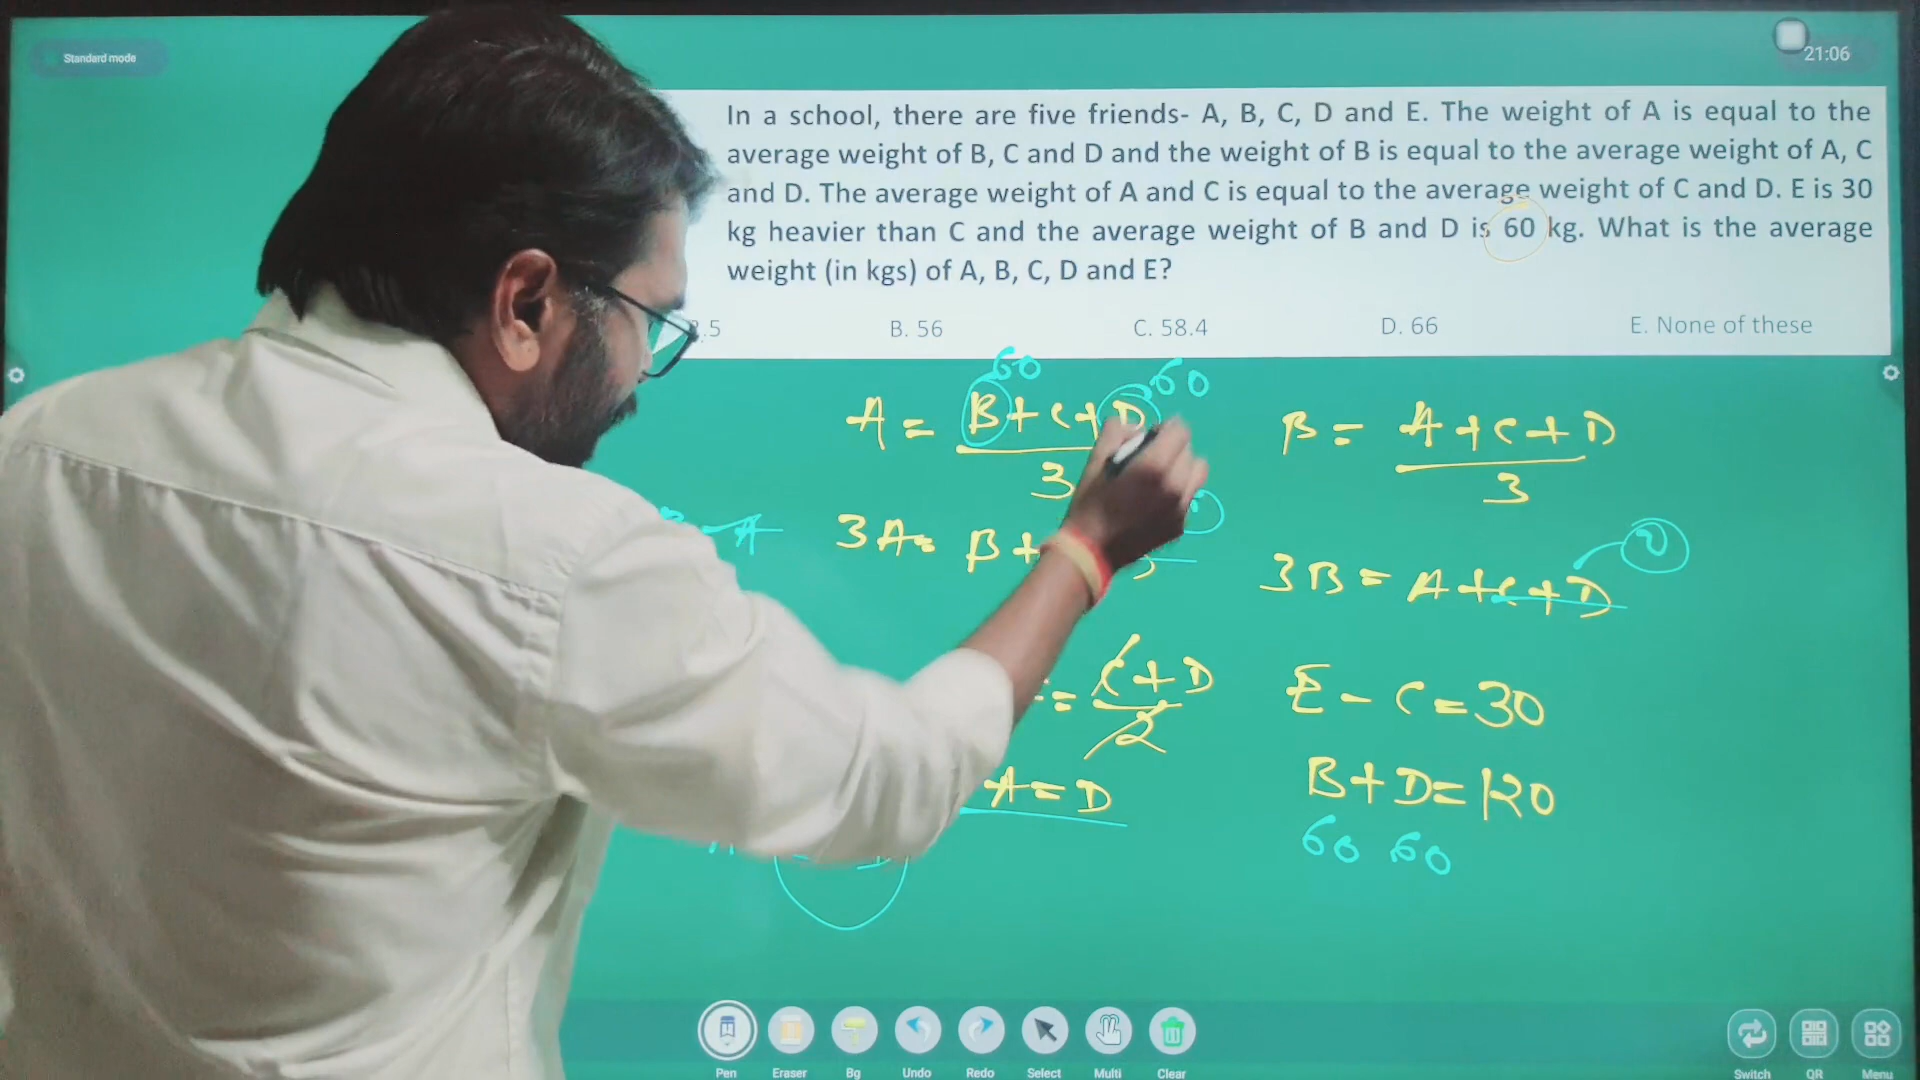 Standard mode
21:06
In a school, there are five friends- A, B, C, D and E. The weight of A is equal to the
average weight of B, C and D and the weight of B is equal to the average weight of A, C
and D. The average weight of A and C is equal to the average weight of C and D. E is 30
kg heavier than C and the average weight of B and D is 60 kg. What is the average
weight (in kgs) of A, B, C, D and E?
.5 B. 56 C. 58.4 D. 66 E. None of these
60 60
A = B+C+D B = A+C+D
3 3
A 3A= B+ 2
3B = A+C+D
= C+D E - C = 30
2
A = D B+D=120
60 60
Pen Eraser Bg Undo Redo Select Multi Clear Switch QR Menu